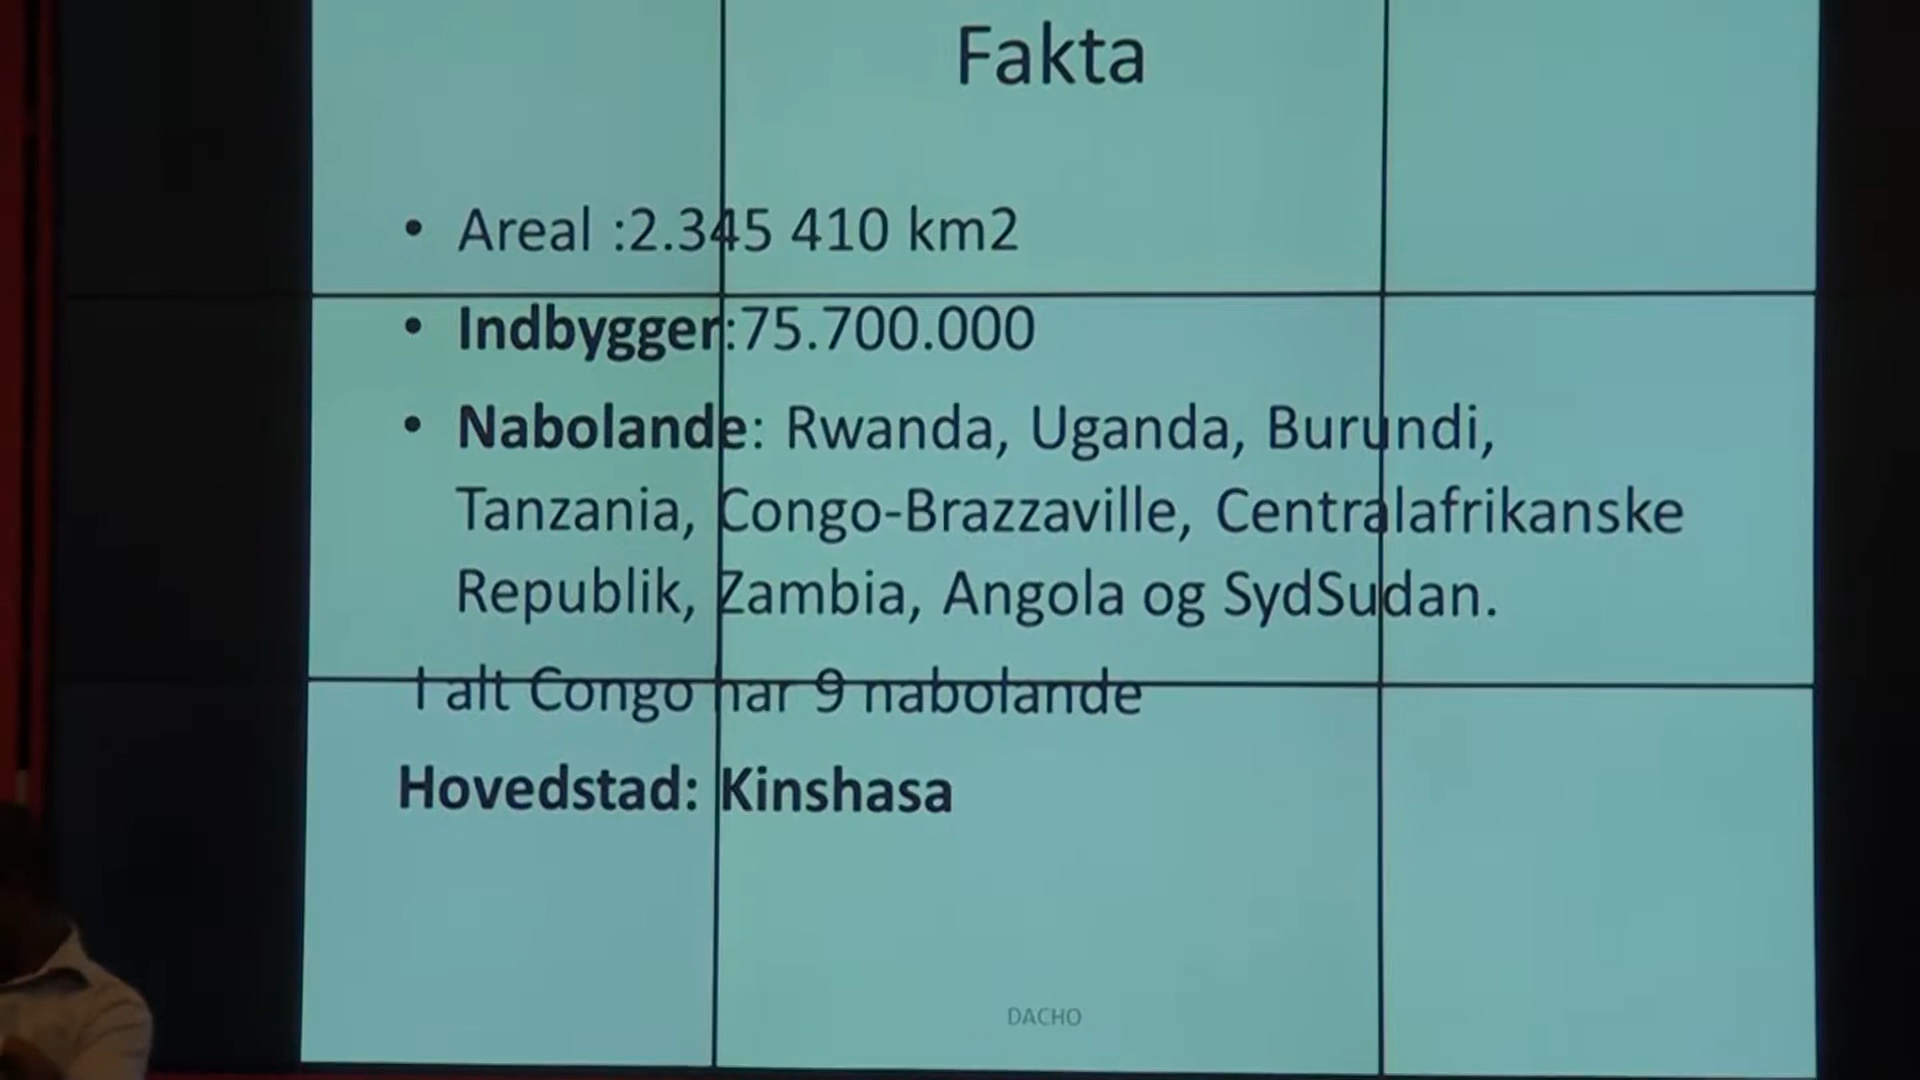 Fakta
• Areal :2.345 410 km2
• Indbygger:75.700.000
• Nabolande: Rwanda, Uganda, Burundi,
Tanzania, Congo-Brazzaville, Centralafrikanske
Republik, Zambia, Angola og SydSudan.
I alt Congo har 9 nabolande
Hovedstad: Kinshasa
DACHO